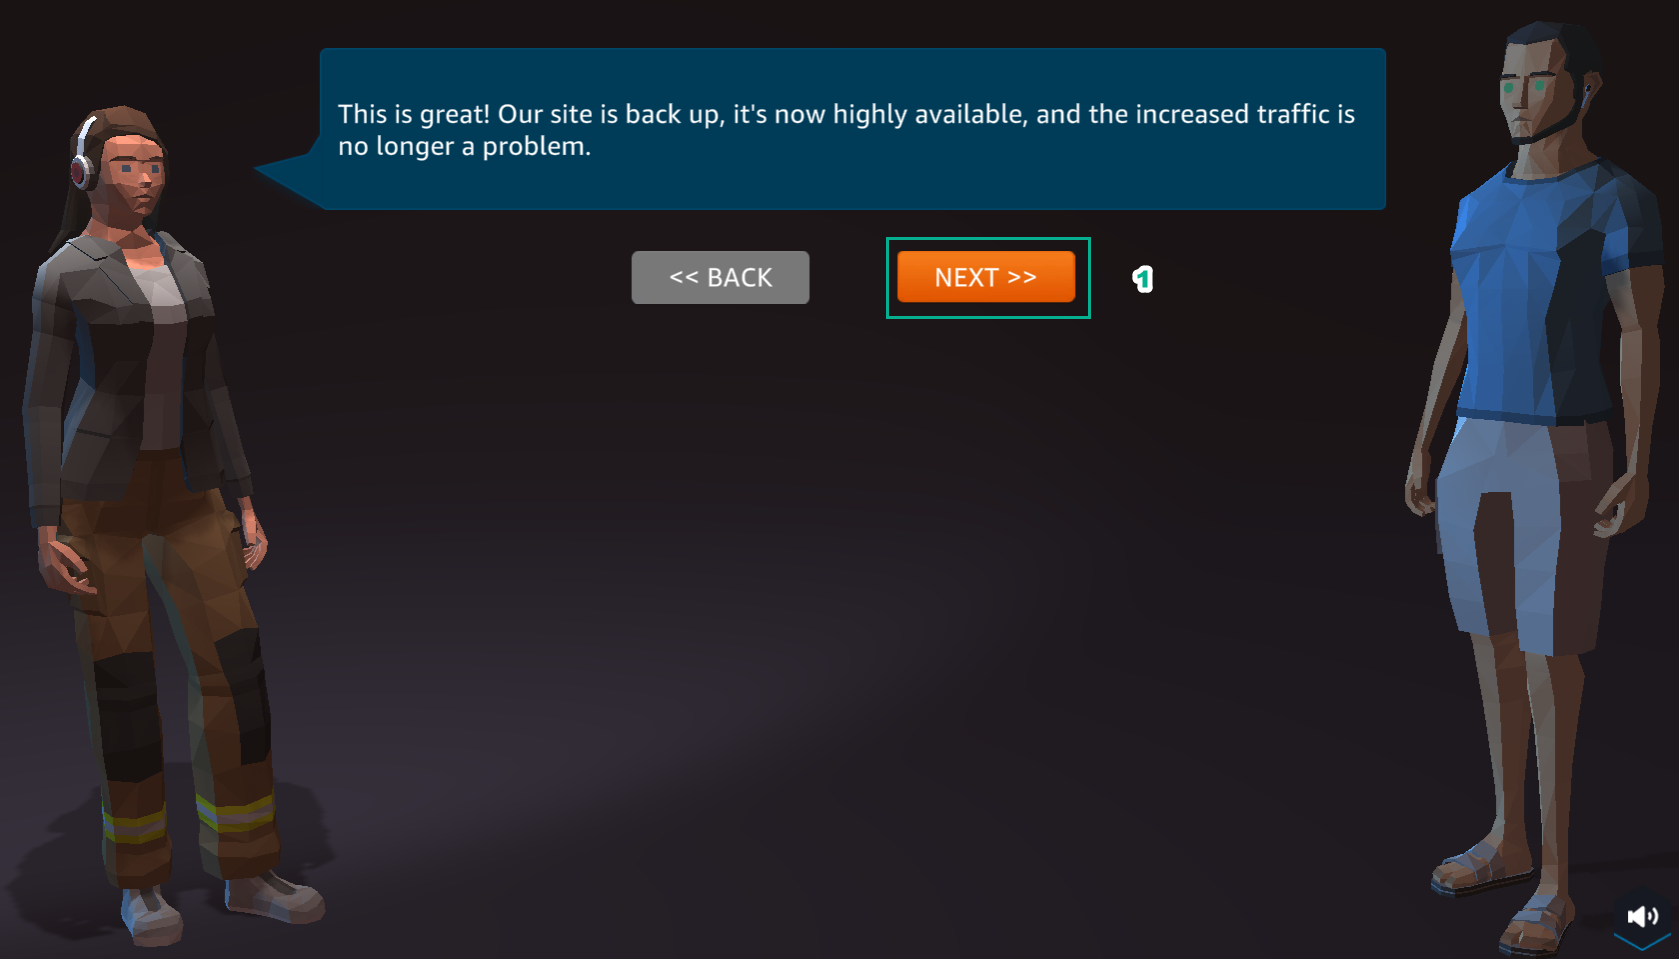 This is great! Our site is back up, it's now highly available, and the increased traffic is
no longer a problem.
<< BACK
NEXT >>
1